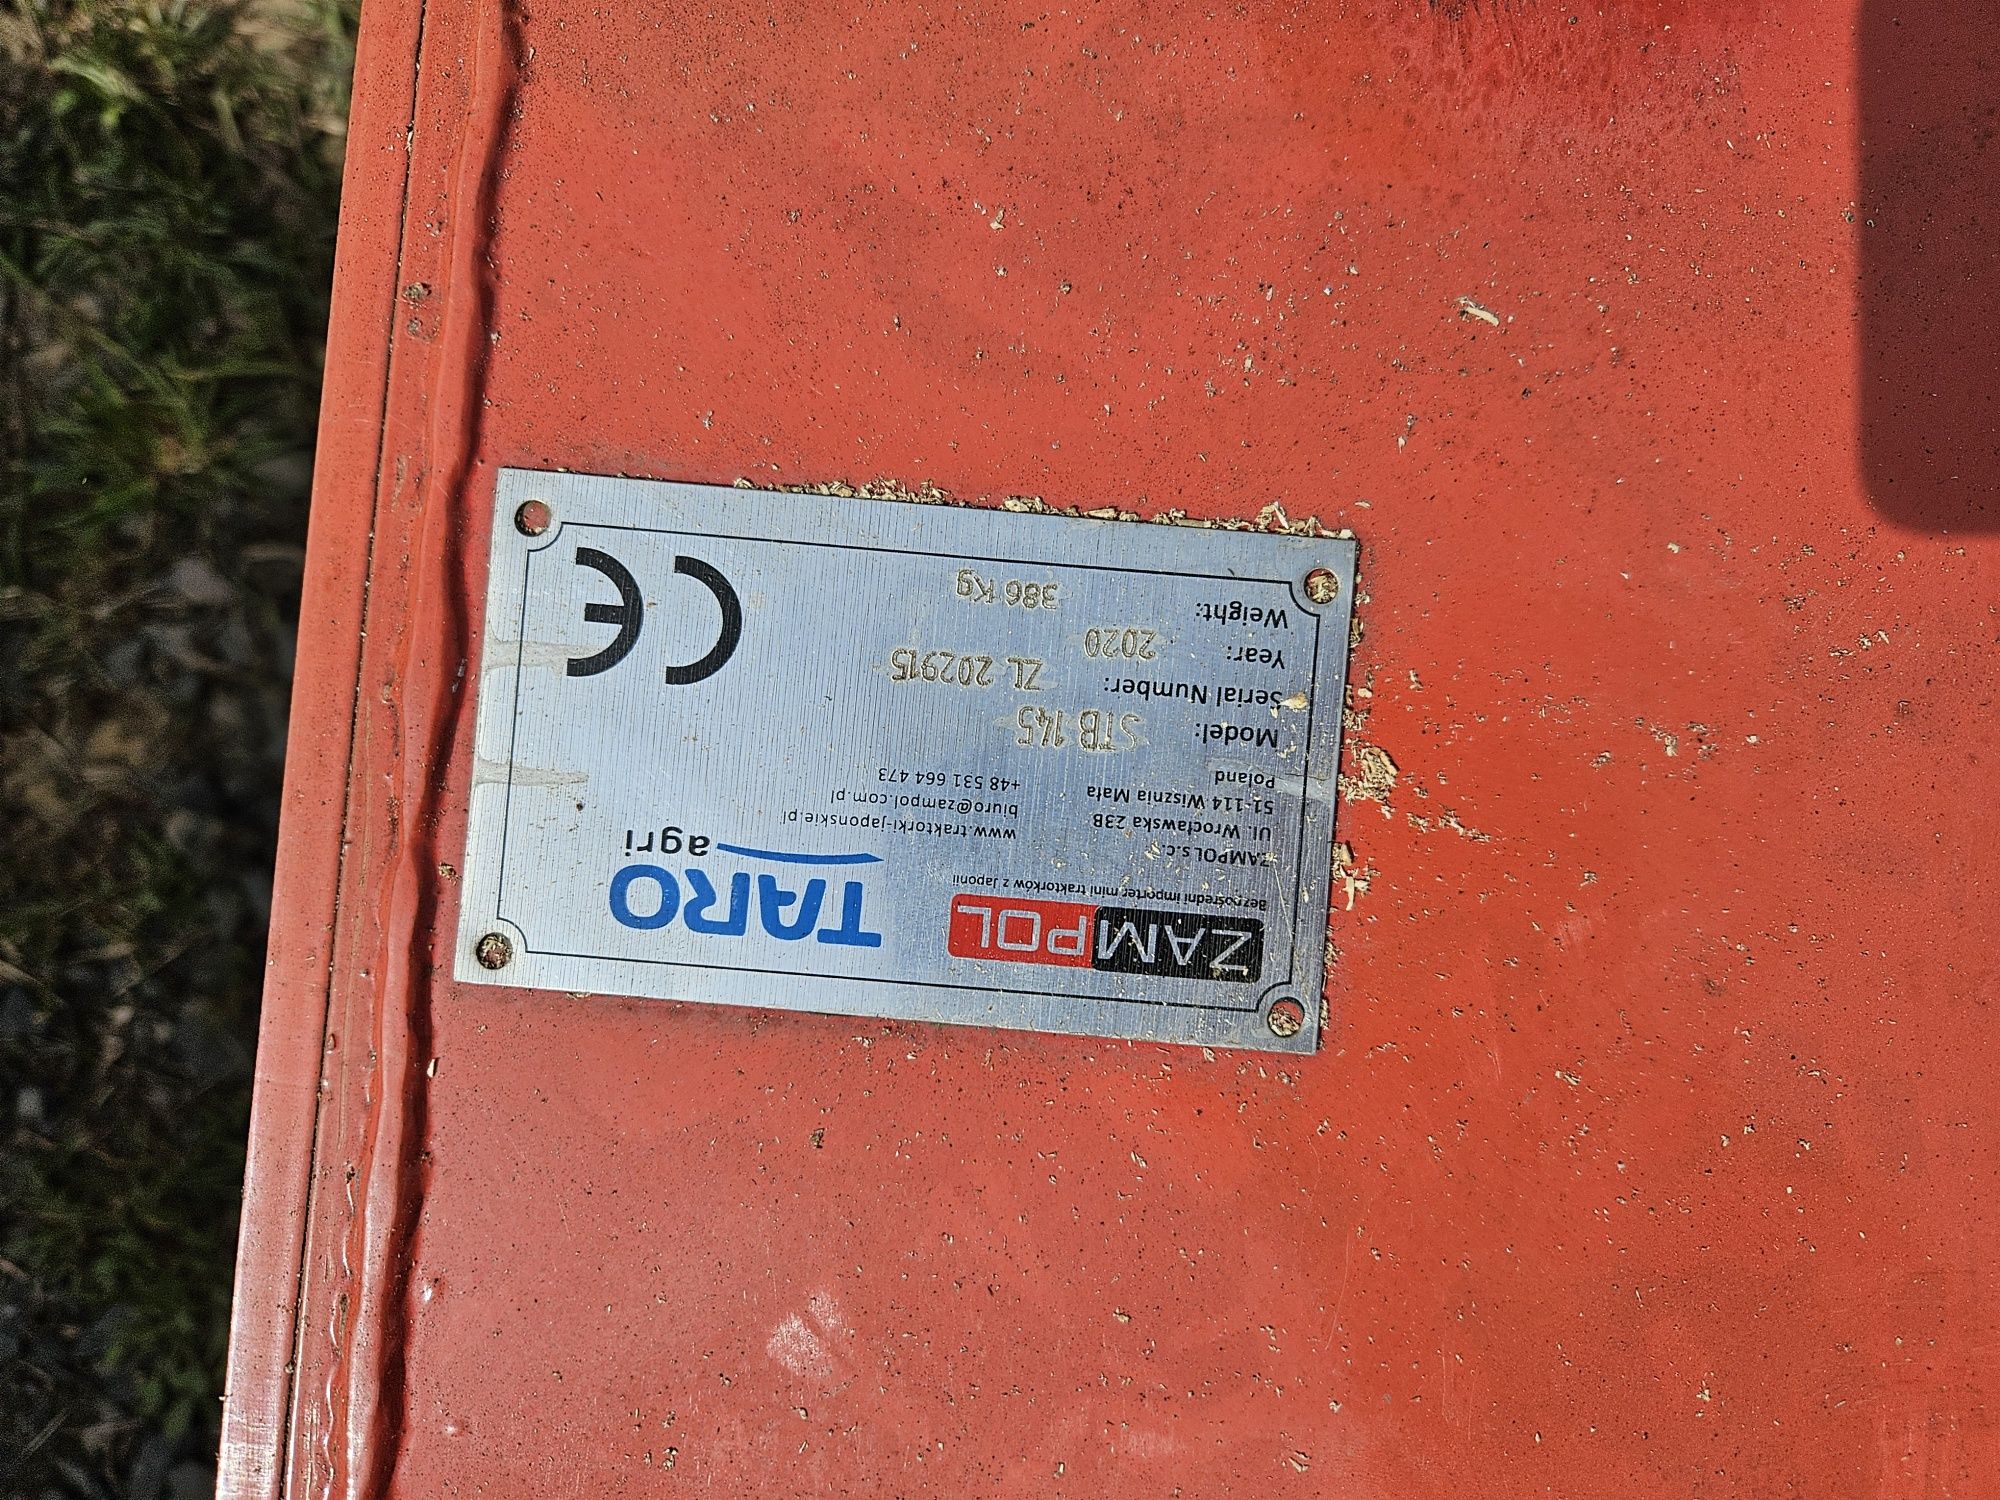 ZAMPOL
Bezpośredni importer mini traktorków z Japonii
TARO
agri
ZAMPOL s.c.
Ul. Wrocławska 23B
51-114 Wisznia Mała
Poland
www.traktorki-japonskie.pl
biuro@zampol.com.pl
+48 531 664 473
Model: STB 145
Serial Number: ZL 202915
Year: 2020
Weight: 386 Kg
CE